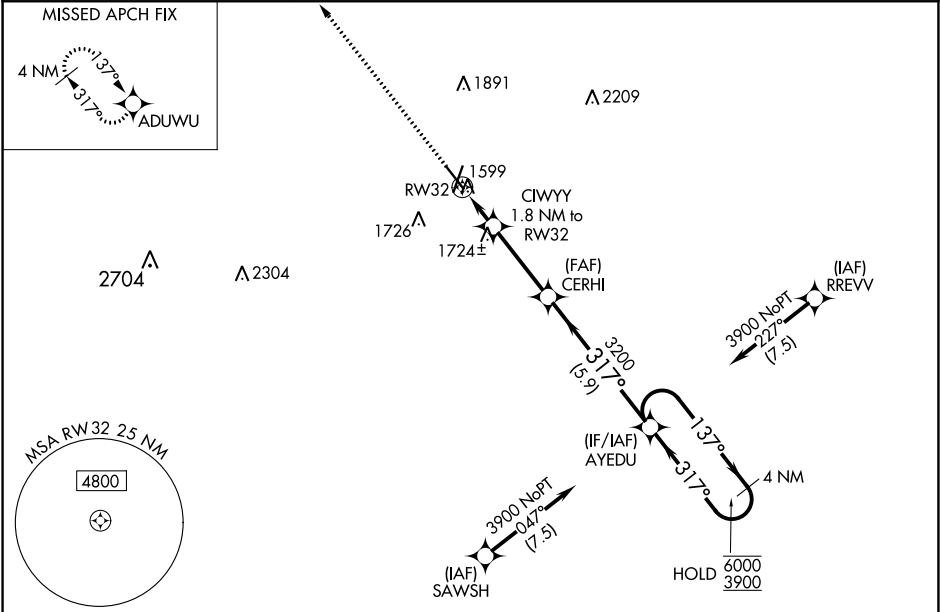 MISSED APCH FIX
4 NM
137°
317°
ADUWU
1891
2209
1599
RW32
CIWYY
1.8 NM to
RW32
1726
1724±
2704
2304
(FAF)
CERHI
(IAF)
RREVV
3900 NoPT
227°
(7.5)
3200
317°
(5.9)
(IF/IAF)
AYEDU
137°
317°
4 NM
HOLD
6000
3900
MSA RW32 25 NM
4800
3900 NoPT
047°
(7.5)
(IAF)
SAWSH